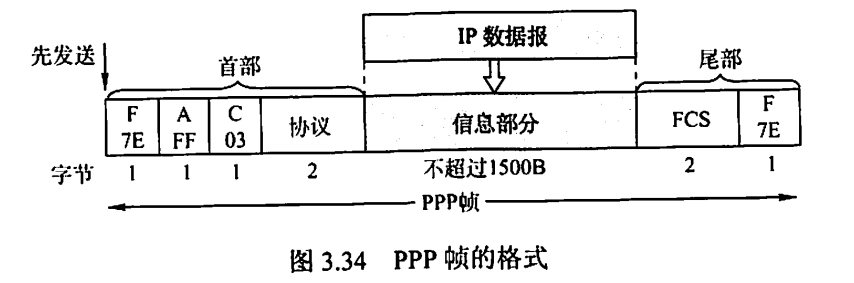 IP 数据报
先发送
首部
尾部
F
7E
A
FF
C
03
协议
信息部分
FCS
F
7E
字节
1
1
1
2
不超过1500B
2
1
PPP帧
图 3.34 PPP 帧的格式